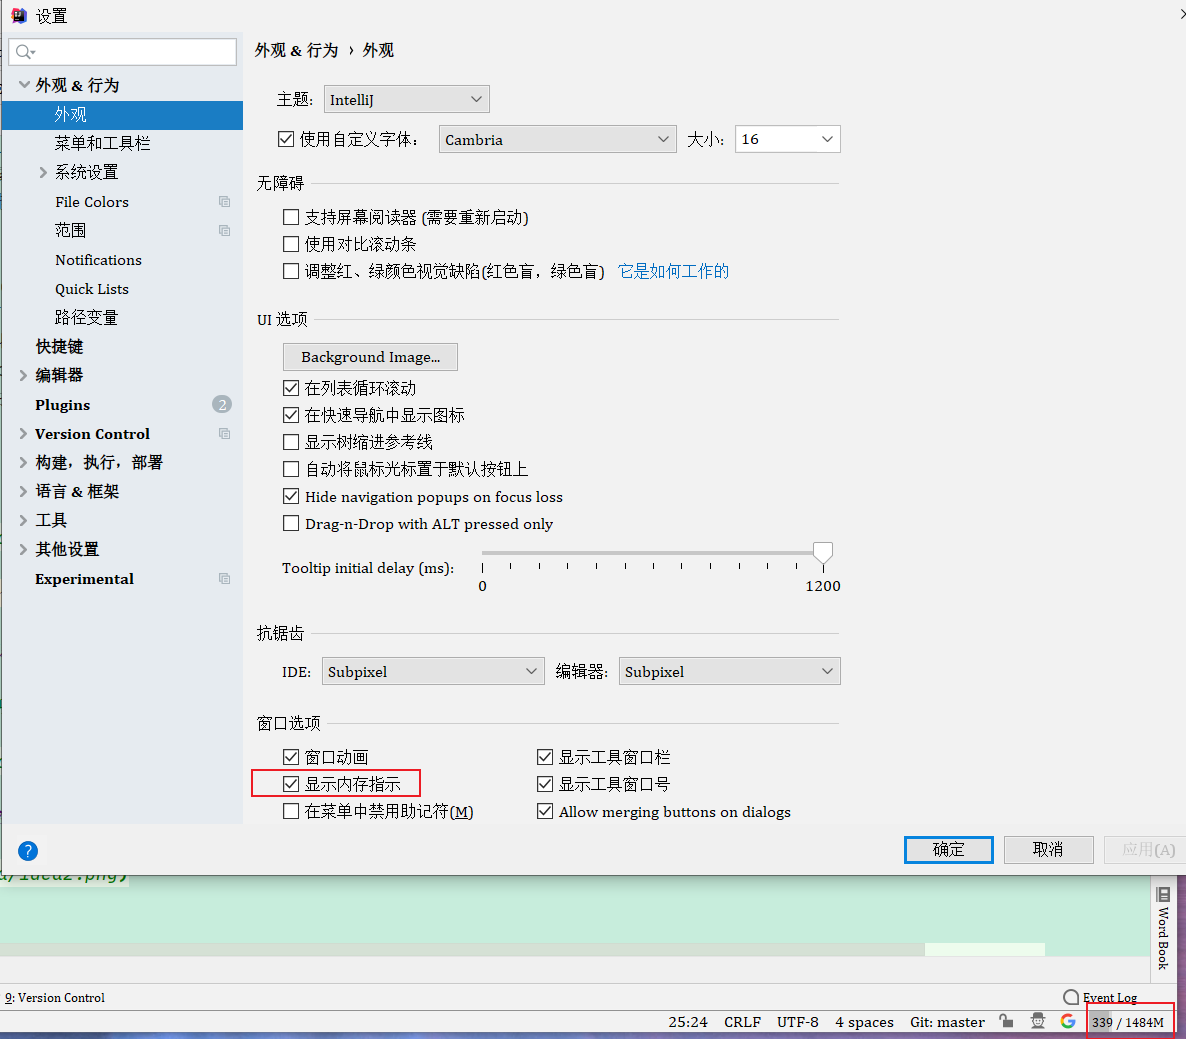 设置
外观 & 行为
外观
菜单和工具栏
系统设置
File Colors
范围
Notifications
Quick Lists
路径变量
快捷键
编辑器
Plugins 2
Version Control
构建，执行，部署
语言 & 框架
工具
其他设置
Experimental
外观 & 行为 › 外观
主题: IntelliJ
使用自定义字体： Cambria 大小: 16
无障碍
支持屏幕阅读器 (需要重新启动)
使用对比滚动条
调整红、绿颜色视觉缺陷(红色盲，绿色盲) 它是如何工作的
UI 选项
Background Image...
在列表循环滚动
在快速导航中显示图标
显示树缩进参考线
自动将鼠标光标置于默认按钮上
Hide navigation popups on focus loss
Drag-n-Drop with ALT pressed only
Tooltip initial delay (ms):
0 1200
抗锯齿
IDE: Subpixel 编辑器: Subpixel
窗口选项
窗口动画 显示工具窗口栏
显示内存指示 显示工具窗口号
在菜单中禁用助记符(M) Allow merging buttons on dialogs
? 确定 取消 应用(A)
Word Book
9: Version Control Event Log
25:24 CRLF UTF-8 4 spaces Git: master G 339 / 1484M